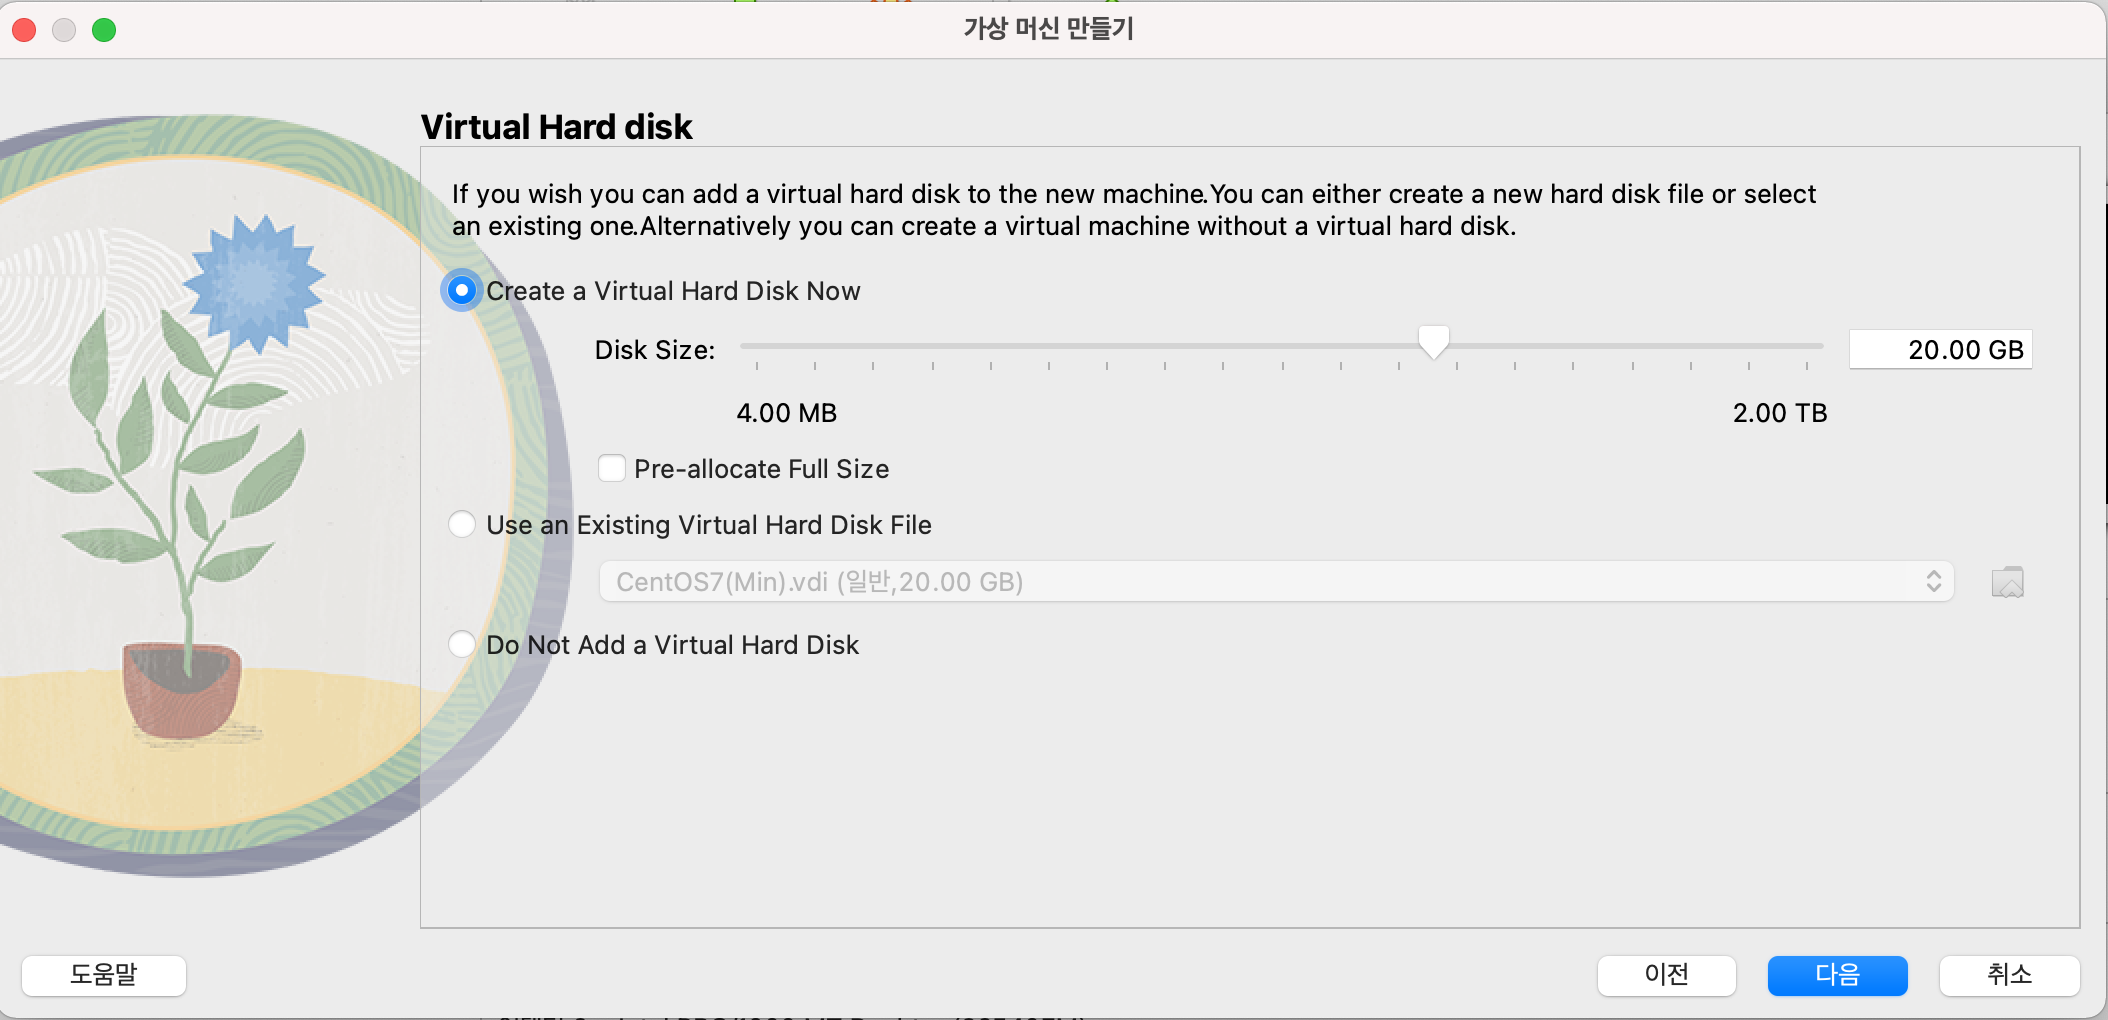 가상 머신 만들기
Virtual Hard disk
If you wish you can add a virtual hard disk to the new machine.You can either create a new hard disk file or select
an existing one.Alternatively you can create a virtual machine without a virtual hard disk.
Create a Virtual Hard Disk Now
Disk Size:
20.00 GB
4.00 MB
2.00 TB
Pre-allocate Full Size
Use an Existing Virtual Hard Disk File
CentOS7(Min).vdi (일반,20.00 GB)
Do Not Add a Virtual Hard Disk
도움말
이전
다음
취소